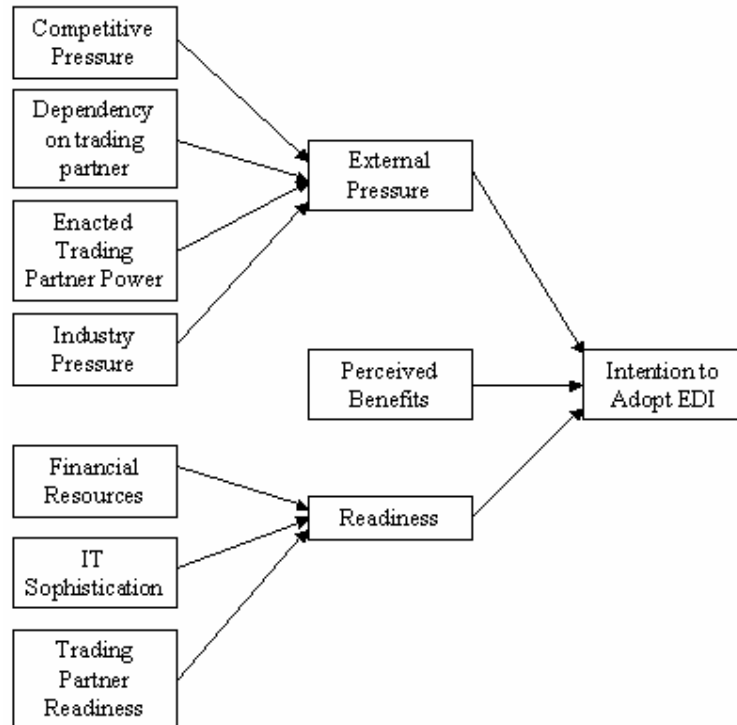 Competitive
Pressure
Dependency
on trading
partner
Enacted
Trading
Partner Power
Industry
Pressure
External
Pressure
Perceived
Benefits
Intention to
Adopt EDI
Financial
Resources
IT
Sophistication
Trading
Partner
Readiness
Readiness